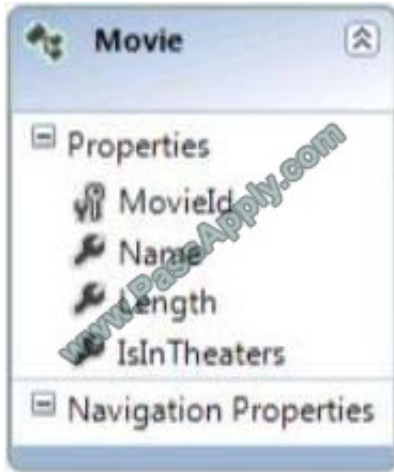 Movie
Properties
MovieId
Name
Length
IsInTheaters
Navigation Properties
www.PassApply.com